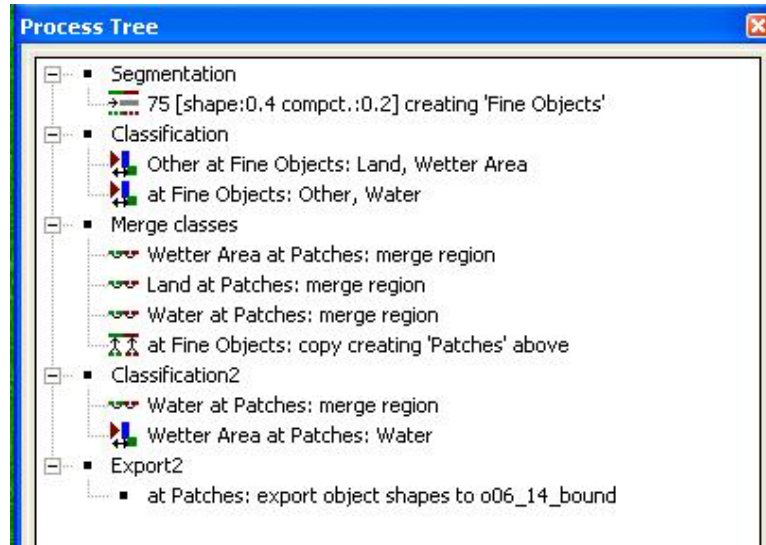 Process Tree
Segmentation
75 [shape:0.4 compct.:0.2] creating 'Fine Objects'
Classification
Other at Fine Objects: Land, Wetter Area
at Fine Objects: Other, Water
Merge classes
Wetter Area at Patches: merge region
Land at Patches: merge region
Water at Patches: merge region
at Fine Objects: copy creating 'Patches' above
Classification2
Water at Patches: merge region
Wetter Area at Patches: Water
Export2
at Patches: export object shapes to o06_14_bound